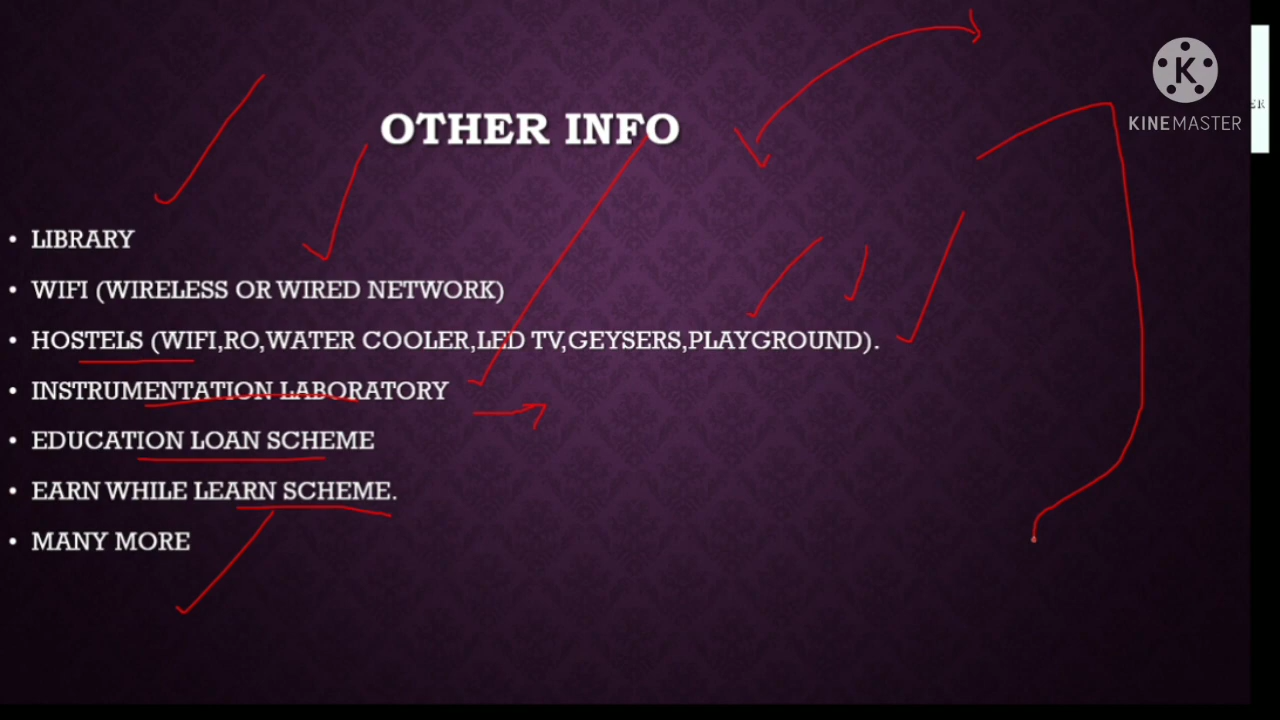 OTHER INFO
K
KINEMASTER
ER
• LIBRARY
• WIFI (WIRELESS OR WIRED NETWORK)
• HOSTELS (WIFI,RO,WATER COOLER,LED TV,GEYSERS,PLAYGROUND).
• INSTRUMENTATION LABORATORY
• EDUCATION LOAN SCHEME
• EARN WHILE LEARN SCHEME.
• MANY MORE